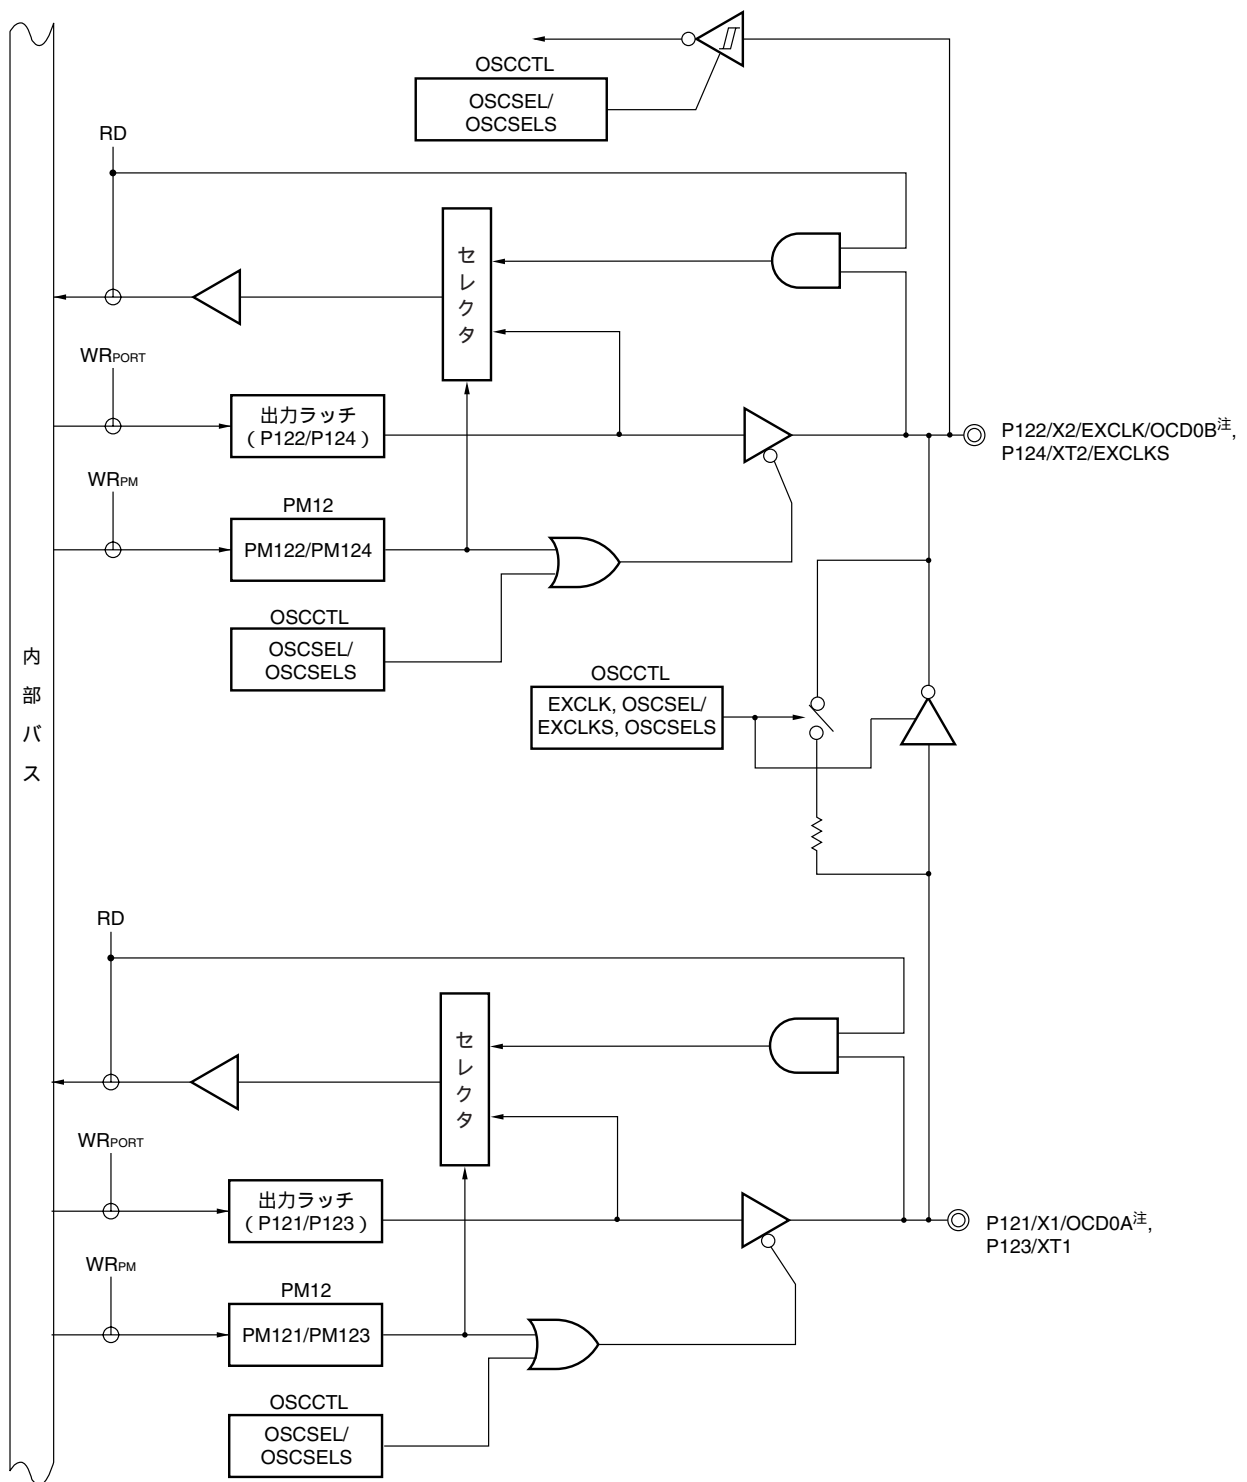 OSCCTL
OSCSEL/
OSCSELS
RD
セレクタ
WRPORT
出力ラッチ
(P122/P124)
P122/X2/EXCLK/OCD0B注,
P124/XT2/EXCLKS
WRPM
PM12
PM122/PM124
OSCCTL
OSCSEL/
OSCSELS
内部バス
OSCCTL
EXCLK, OSCSEL/
EXCLKS, OSCSELS
RD
セレクタ
WRPORT
出力ラッチ
(P121/P123)
P121/X1/OCD0A注,
P123/XT1
WRPM
PM12
PM121/PM123
OSCCTL
OSCSEL/
OSCSELS